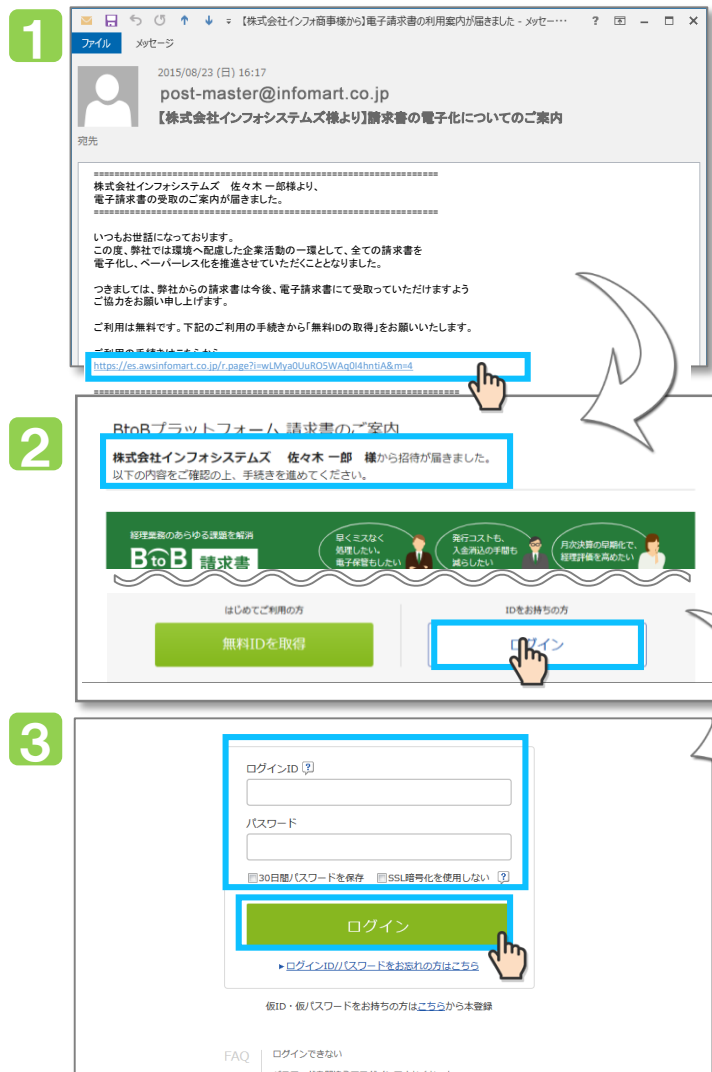 1
【株式会社インフォ商事様から】電子請求書の利用案内が届きました - メッセー…
ファイル メッセージ
2015/08/23 (日) 16:17
post-master@infomart.co.jp
【株式会社インフォシステムズ様より】請求書の電子化についてのご案内
宛先
==================================================================
株式会社インフォシステムズ 佐々木 一郎様より、
電子請求書の受取のご案内が届きました。
==================================================================
いつもお世話になっております。
この度、弊社では環境へ配慮した企業活動の一環として、全ての請求書を
電子化し、ペーパーレス化を推進させていただくこととなりました。
つきましては、弊社からの請求書は今後、電子請求書にて受取っていただけますよう
ご協力をお願い申し上げます。
ご利用は無料です。下記のご利用の手続きから「無料IDの取得」をお願いいたします。
ご利用の手続きはこちらから
https://es.awsinfomart.co.jp/r.page?i=wLMya0UuRO5WAq0I4hntiA&m=4
======================================================================
2
BtoBプラットフォーム 請求書のご案内
株式会社インフォシステムズ 佐々木 一郎 様から招待が届きました。
以下の内容をご確認の上、手続きを進めてください。
経理業務のあらゆる課題を解消
BtoB 請求書
早くミスなく
処理したい。
電子保管もしたい
発行コストも、
入金消込の手間も
減らしたい
月次決算の早期化で、
経理評価を高めたい
はじめてご利用の方
無料IDを取得
IDをお持ちの方
ログイン
3
ログインID ?
パスワード
30日間パスワードを保存 SSL暗号化を使用しない ?
ログイン
▶ログインID/パスワードをお忘れの方はこちら
仮ID・仮パスワードをお持ちの方はこちらから本登録
FAQ ログインできない